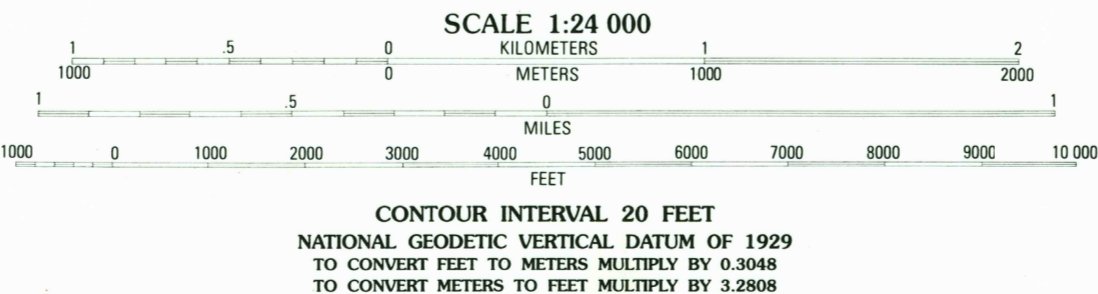 SCALE 1:24 000
1 .5 0 KILOMETERS 1 2
1000 0 METERS 1000 2000
1 .5 0 1
MILES
1000 0 1000 2000 3000 4000 5000 6000 7000 8000 9000 10 000
FEET
CONTOUR INTERVAL 20 FEET
NATIONAL GEODETIC VERTICAL DATUM OF 1929
TO CONVERT FEET TO METERS MULTIPLY BY 0.3048
TO CONVERT METERS TO FEET MULTIPLY BY 3.2808